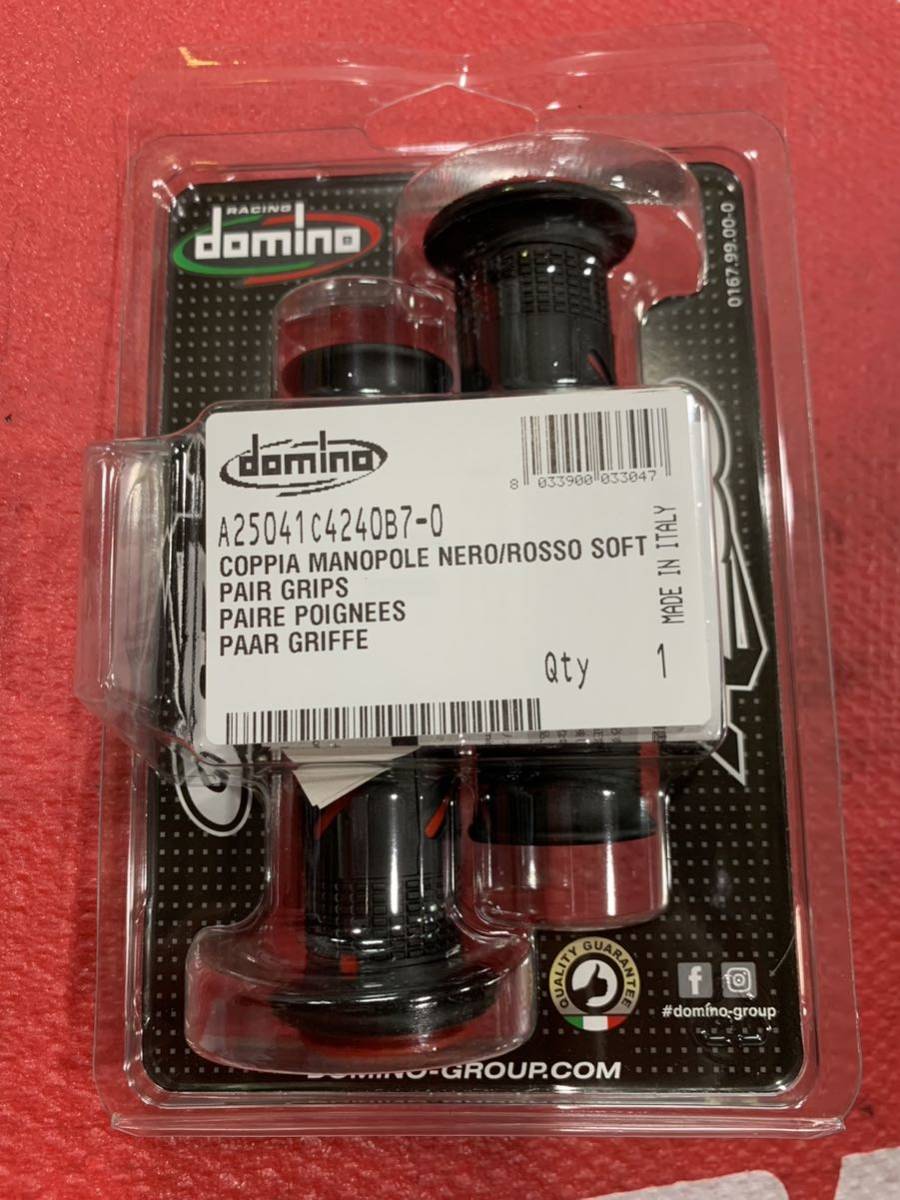 RACING
domino
0167.99.00-0
domino
8 033900 033047
A25041C4240B7-0
COPPIA MANOPOLE NERO/ROSSO SOFT
PAIR GRIPS
PAIRE POIGNEES
PAAR GRIFFE
Qty 1
MADE IN ITALY
QUALITY GUARANTEE
#domino-group
DOMINO-GROUP.COM